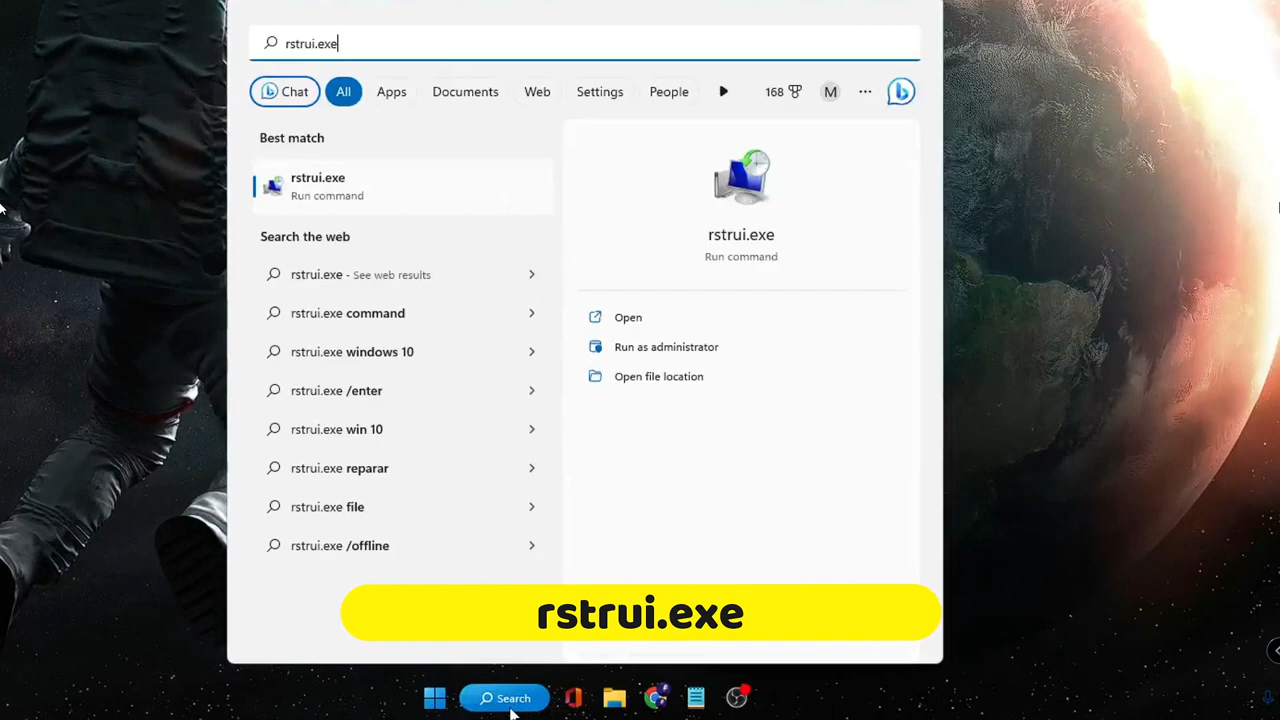 rstrui.exe
Chat
All
Apps
Documents
Web
Settings
People
168
M
Best match
rstrui.exe
Run command
Search the web
rstrui.exe - See web results
rstrui.exe command
rstrui.exe windows 10
rstrui.exe /enter
rstrui.exe win 10
rstrui.exe reparar
rstrui.exe file
rstrui.exe /offline
rstrui.exe
Run command
Open
Run as administrator
Open file location
rstrui.exe
Search